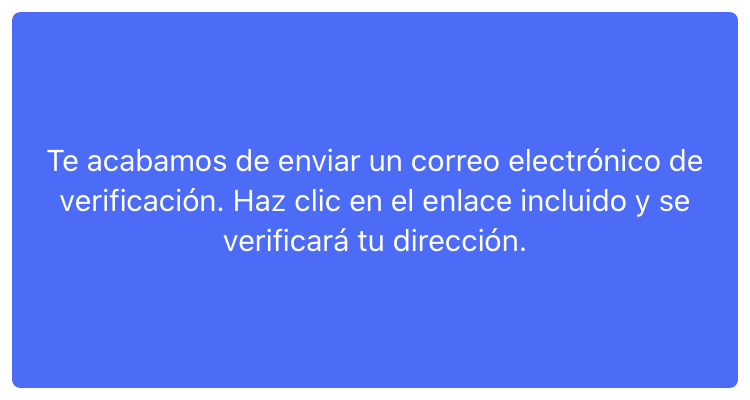 Te acabamos de enviar un correo electrónico de
verificación. Haz clic en el enlace incluido y se
verificará tu dirección.